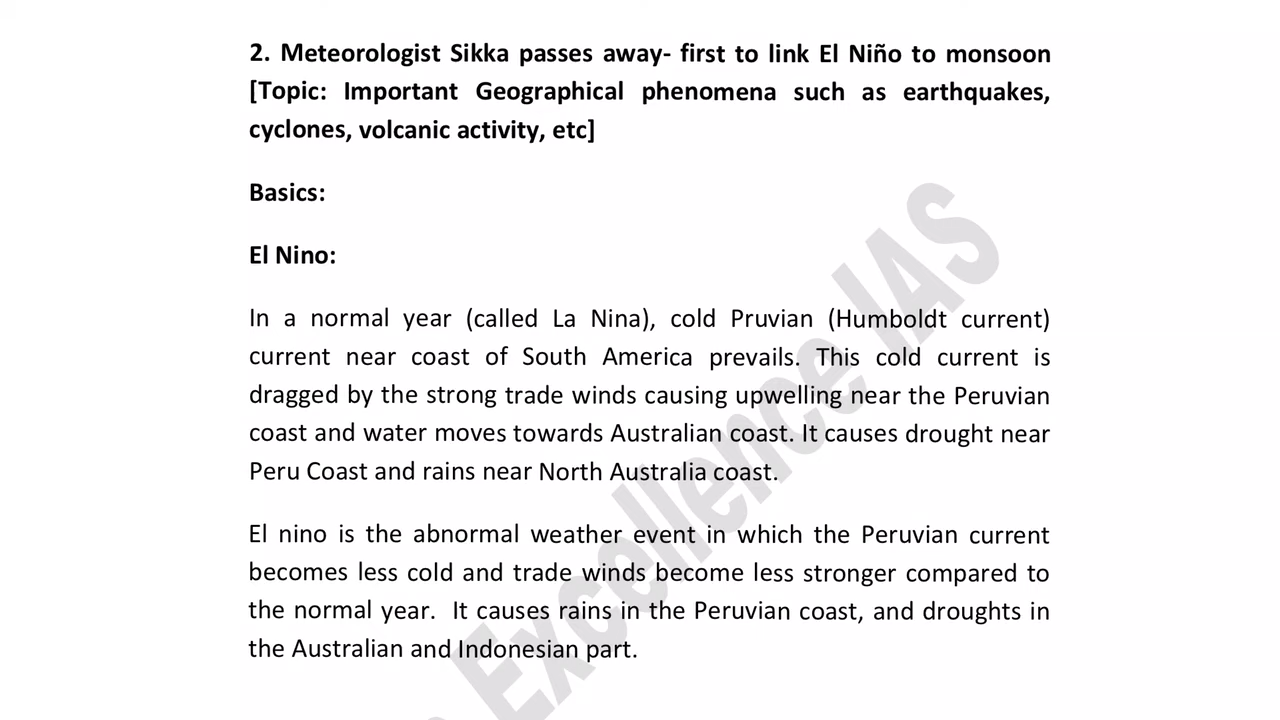 2. Meteorologist Sikka passes away- first to link El Niño to monsoon
[Topic: Important Geographical phenomena such as earthquakes,
cyclones, volcanic activity, etc]
Basics:
El Nino:
In a normal year (called La Nina), cold Pruvian (Humboldt current)
current near coast of South America prevails. This cold current is
dragged by the strong trade winds causing upwelling near the Peruvian
coast and water moves towards Australian coast. It causes drought near
Peru Coast and rains near North Australia coast.
El nino is the abnormal weather event in which the Peruvian current
becomes less cold and trade winds become less stronger compared to
the normal year.  It causes rains in the Peruvian coast, and droughts in
the Australian and Indonesian part.
Excellence IAS